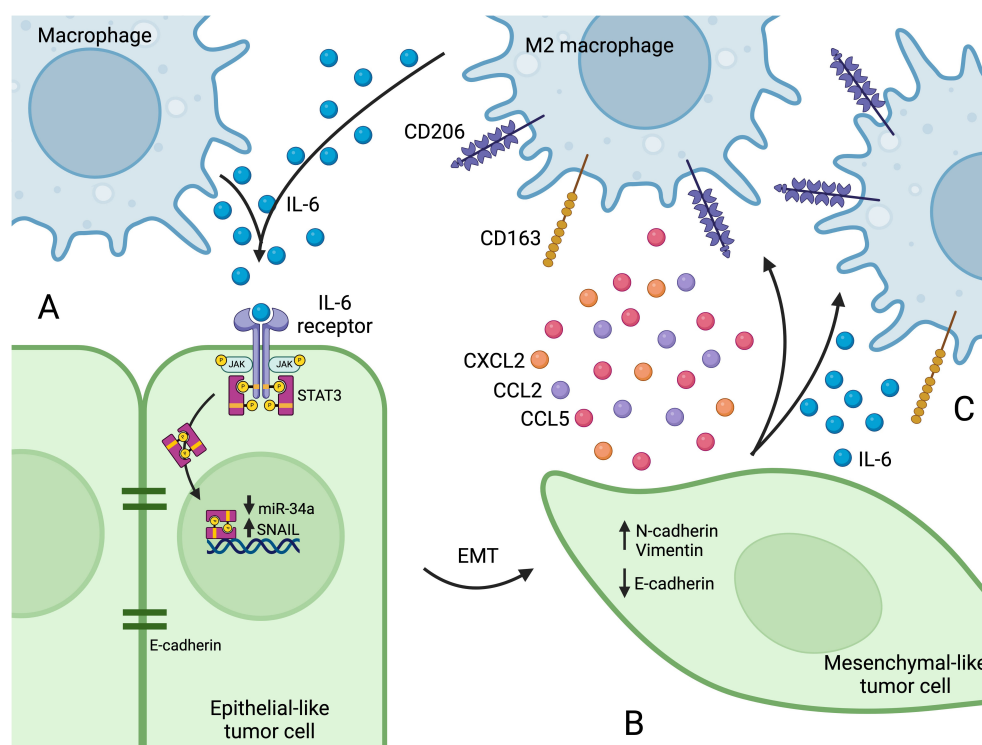 Macrophage
M2 macrophage
CD206
IL-6
CD163
A
IL-6
receptor
P
JAK
JAK
P
P
P
STAT3
P
P
CXCL2
CCL2
CCL5
C
IL-6
miR-34a
SNAIL
N-cadherin
Vimentin
E-cadherin
EMT
E-cadherin
Mesenchymal-like
tumor cell
Epithelial-like
tumor cell
B